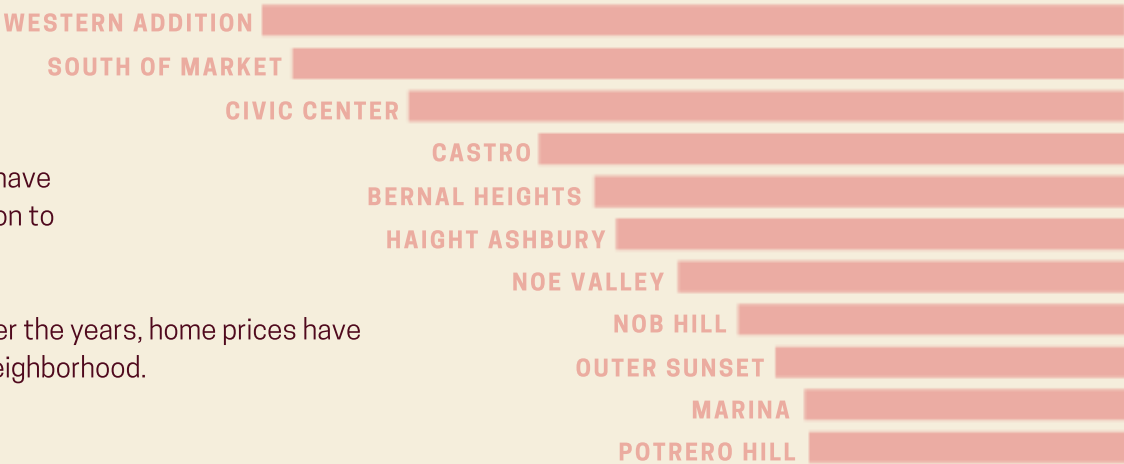 WESTERN ADDITION
SOUTH OF MARKET
CIVIC CENTER
CASTRO
have
BERNAL HEIGHTS
on to
HAIGHT ASHBURY
NOE VALLEY
NOB HILL
er the years, home prices have
OUTER SUNSET
eighborhood.
MARINA
POTRERO HILL